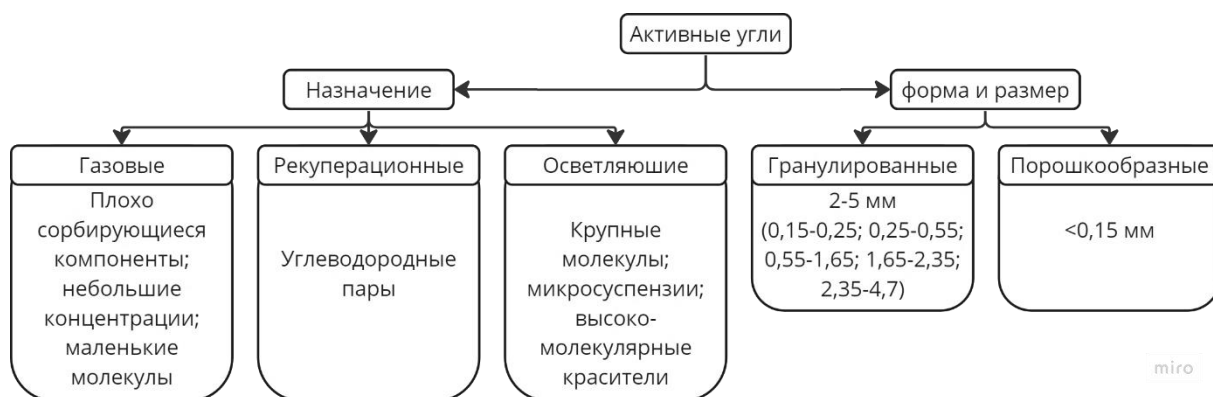 Активные угли
Назначение
форма и размер
Газовые
Плохо
сорбирующиеся
компоненты;
небольшие
концентрации;
маленькие
молекулы
Рекуперационные
Углеводородные
пары
Осветляюшие
Крупные
молекулы;
микросуспензии;
высоко-
молекулярные
красители
Гранулированные
2-5 мм
(0,15-0,25; 0,25-0,55;
0,55-1,65; 1,65-2,35;
2,35-4,7)
Порошкообразные
<0,15 мм
miro